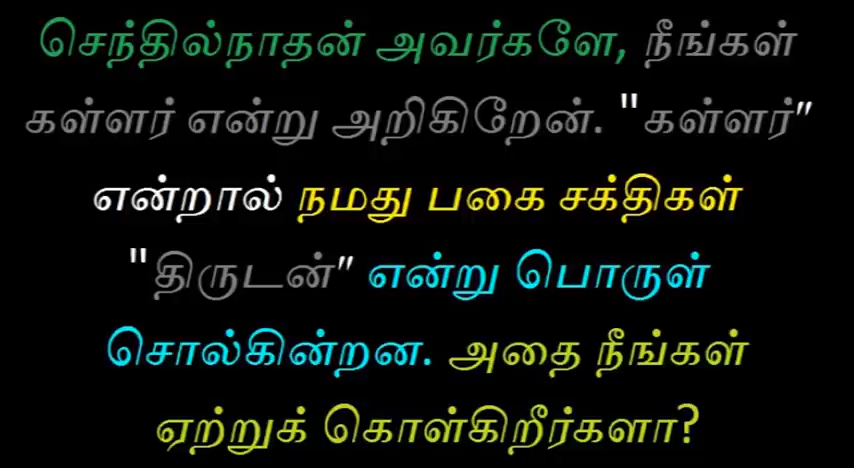 செந்தில்நாதன் அவர்களே, நீங்கள்
கள்ளர் என்று அறிகிறேன். "கள்ளர்"
என்றால் நமது பகை சக்திகள்
"திருடன்" என்று பொருள்
சொல்கின்றன. அதை நீங்கள்
ஏற்றுக் கொள்கிறீர்களா?